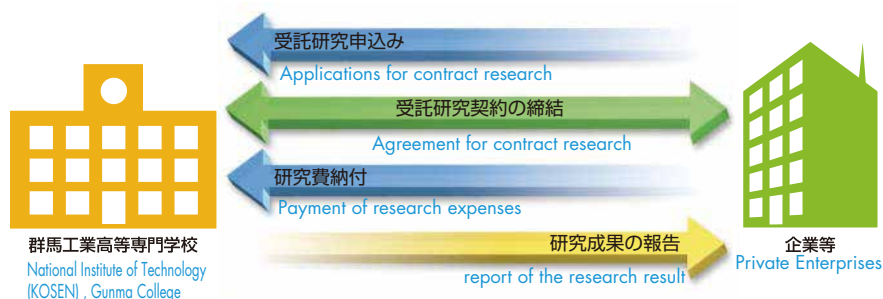 受託研究申込み
Applications for contract research
受託研究契約の締結
Agreement for contract research
研究費納付
Payment of research expenses
研究成果の報告
report of the research result
群馬工業高等専門学校
National Institute of Technology
(KOSEN) , Gunma College
企業等
Private Enterprises